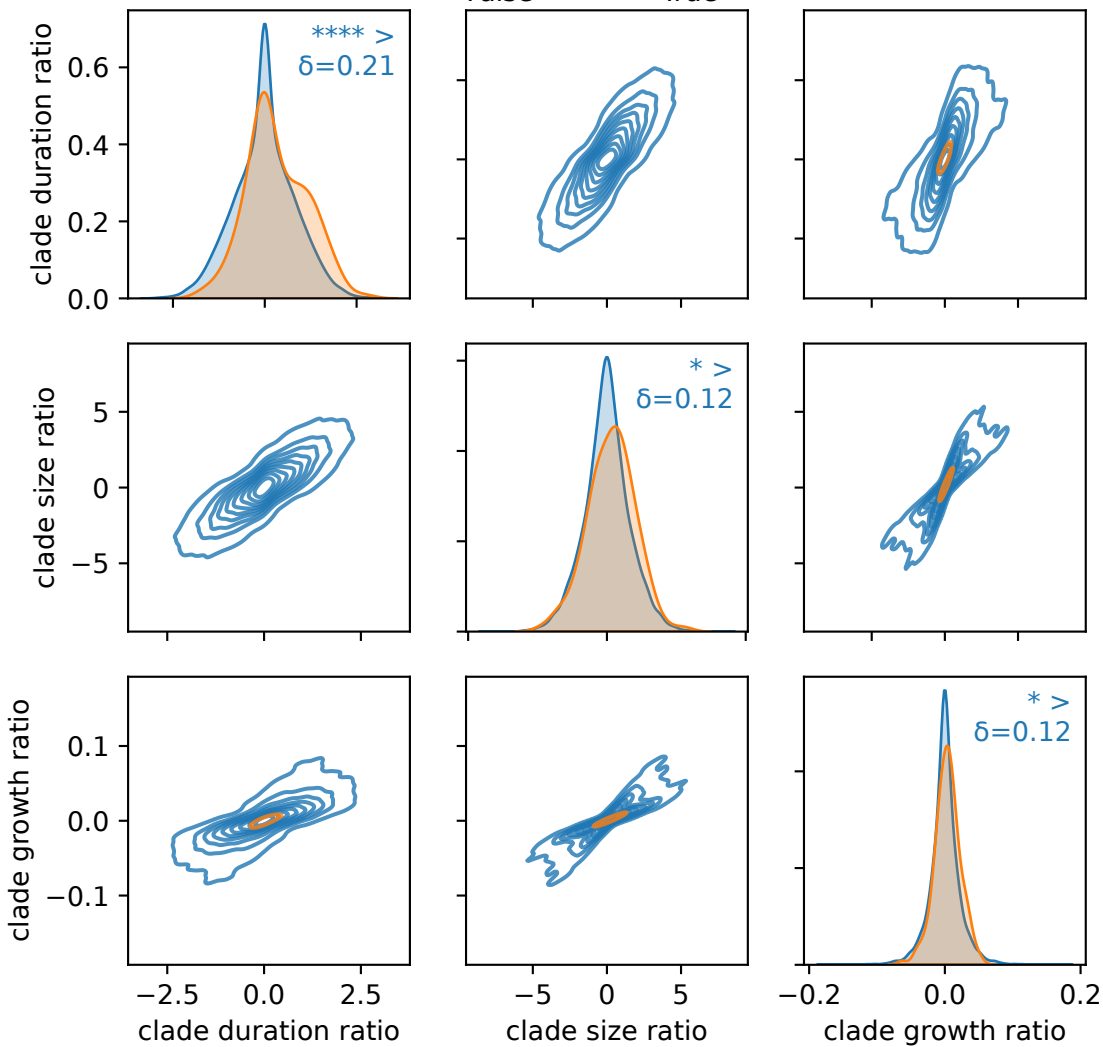 clade duration ratio
0.6
0.4
0.2
0.0
**** >
δ=0.21
clade size ratio
5
0
−5
* >
δ=0.12
clade growth ratio
0.1
0.0
−0.1
* >
δ=0.12
−2.5 0.0 2.5
−5 0 5
−0.2 0.0 0.2
clade duration ratio
clade size ratio
clade growth ratio